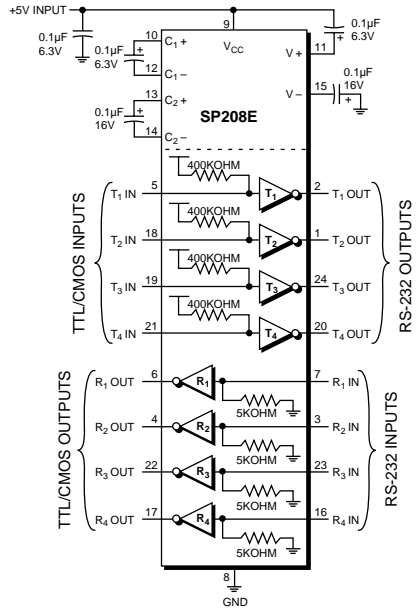 +5V INPUT
0.1µF
6.3V
9
VCC
10
C1 +
0.1µF
6.3V
12
C1 –
13
C2 +
0.1µF
16V
14
C2 –
V +
11
0.1µF
6.3V
V –
15
0.1µF
16V
SP208E
TTL/CMOS INPUTS
RS-232 OUTPUTS
400KOHM
T1 IN
5
T1
2
T1 OUT
400KOHM
T2 IN
18
T2
1
T2 OUT
400KOHM
T3 IN
19
T3
24
T3 OUT
400KOHM
T4 IN
21
T4
20
T4 OUT
TTL/CMOS OUTPUTS
RS-232 INPUTS
R1 OUT
6
R1
7
R1 IN
5KOHM
R2 OUT
4
R2
3
R2 IN
5KOHM
R3 OUT
22
R3
23
R3 IN
5KOHM
R4 OUT
17
R4
16
R4 IN
5KOHM
8
GND